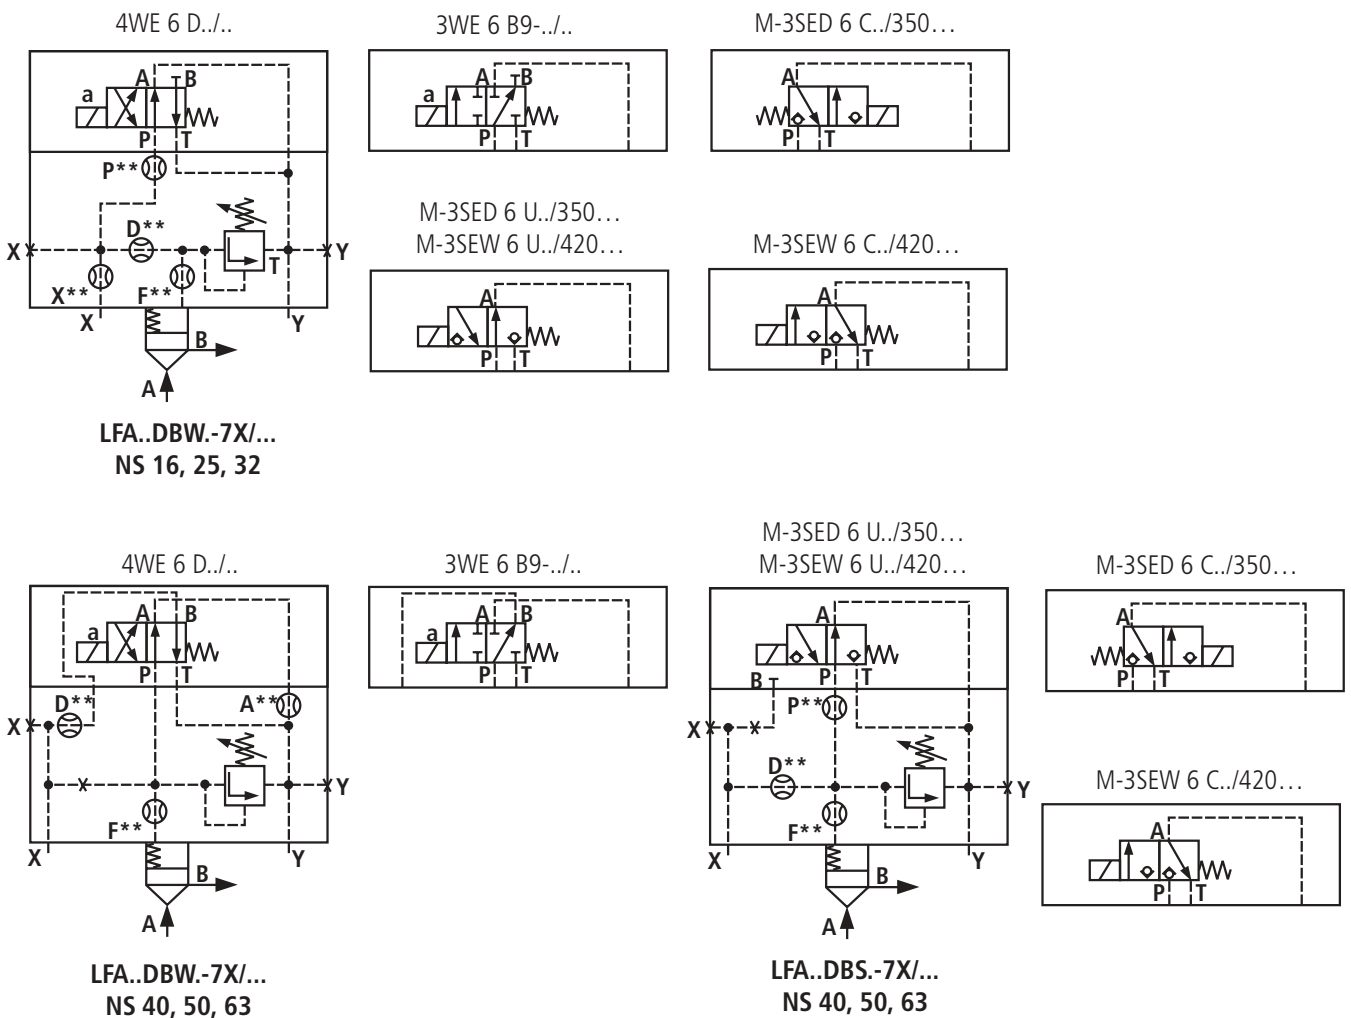 4WE 6 D../..
A
B
a
P
T
P**
D**
X
Y
T
X**
F**
X
Y
B
A
LFA..DBW.-7X/...
NS 16, 25, 32
3WE 6 B9-../..
A
B
a
P
T
M-3SED 6 C../350...
A
P
T
M-3SED 6 U../350...
M-3SEW 6 U../420...
A
P
T
M-3SEW 6 C../420...
A
P
T
4WE 6 D../..
A
B
a
P
T
D**
A**
X
Y
F**
X
Y
B
A
LFA..DBW.-7X/...
NS 40, 50, 63
3WE 6 B9-../..
A
B
a
P
T
M-3SED 6 U../350...
M-3SEW 6 U../420...
A
P
T
B
P**
X
D**
Y
F**
X
Y
B
A
LFA..DBS.-7X/...
NS 40, 50, 63
M-3SED 6 C../350...
A
P
T
M-3SEW 6 C../420...
A
P
T